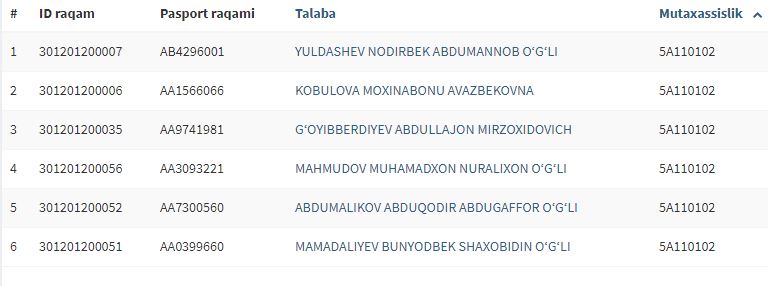 # ID raqam Pasport raqami Talaba Mutaxassislik
1 301201200007 AB4296001 YULDASHEV NODIRBEK ABDUMANNOB O‘G‘LI 5A110102
2 301201200006 AA1566066 KOBULOVA MOXINABONU AVAZBEKOVNA 5A110102
3 301201200035 AA9741981 G‘OYIBBERDIYEV ABDULLAJON MIRZOXIDOVICH 5A110102
4 301201200056 AA3093221 MAHMUDOV MUHAMADXON NURALIXON O‘G‘LI 5A110102
5 301201200052 AA7300560 ABDUMALIKOV ABDUQODIR ABDUGAFFOR O‘G‘LI 5A110102
6 301201200051 AA0399660 MAMADALIYEV BUNYODBEK SHAXOBIDIN O‘G‘LI 5A110102